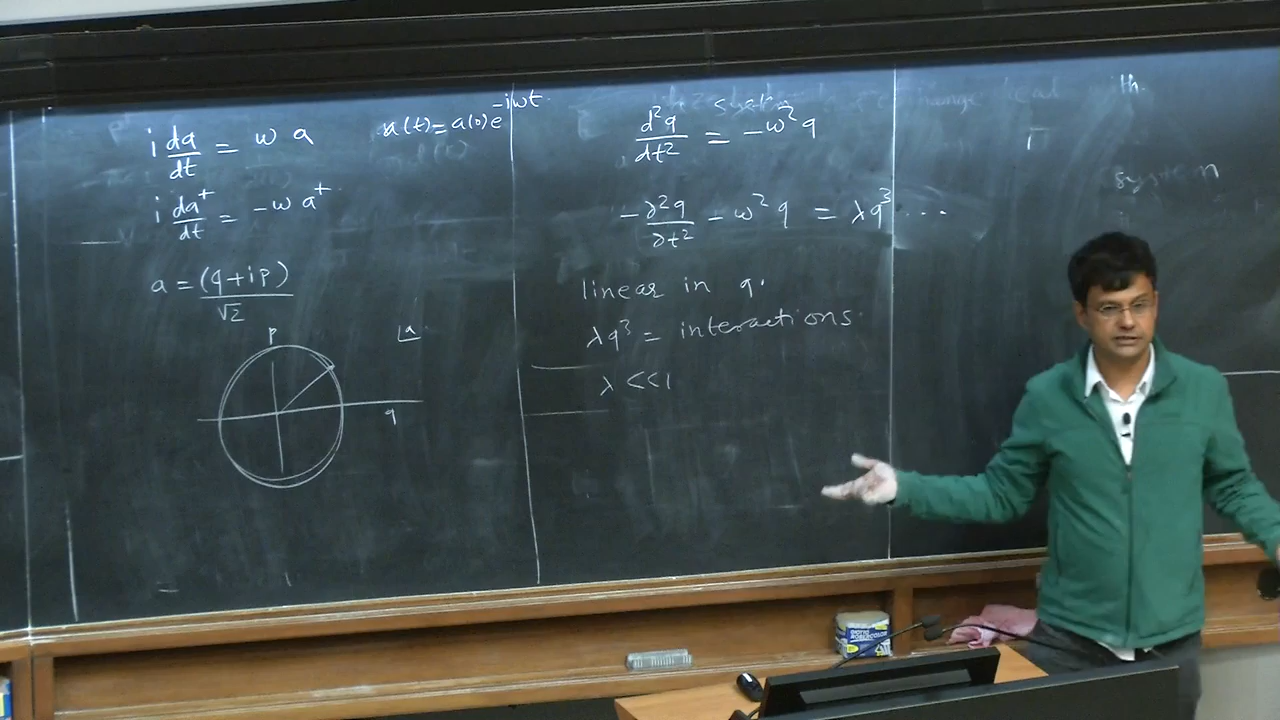 i da/dt = ω a
a(t) = a(0)e^{-iωt}
i da⁺/dt = -ω a⁺
a = (q+ip)/√2
p
a
q
d²q/dt² = -ω² q
-∂²q/∂t² - ω² q = λq³ ...
linear in q.
λq³ = interactions.
λ <<1
th.
system